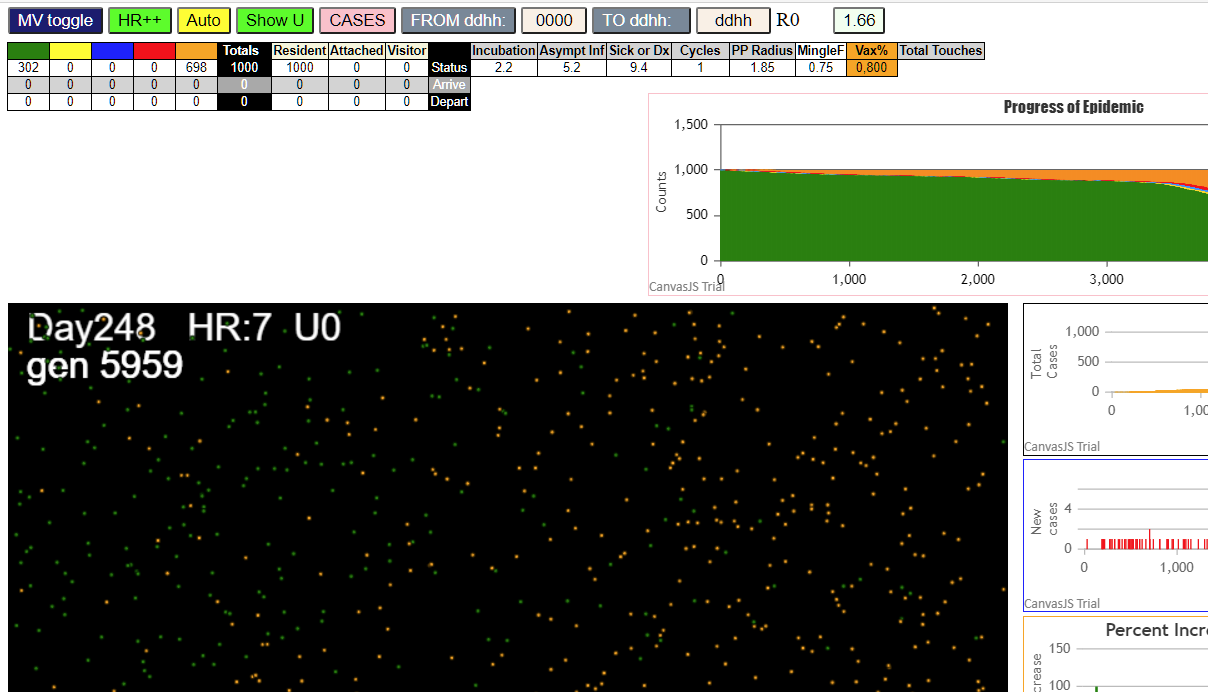 MV toggle HR++ Auto Show U CASES FROM ddhh: 0000 TO ddhh: ddhh R0 1.66
Totals Resident Attached Visitor Incubation Asympt Inf Sick or Dx Cycles PP Radius MingleF Vax% Total Touches
302 0 0 0 698 1000 1000 0 0 Status 2.2 5.2 9.4 1 1.85 0.75 0,800
0 0 0 0 0 0 0 0 0 Arrive
0 0 0 0 0 0 0 0 0 Depart
Progress of Epidemic
1,500
1,000
Counts
500
0
0 1,000 2,000 3,000
CanvasJS Trial
Day248 HR:7 U0
gen 5959
Total
Cases
1,000
500
0
0 1,00
CanvasJS Trial
New
cases
4
0
0 1,000
CanvasJS Trial
Percent Incr
150
100
crease